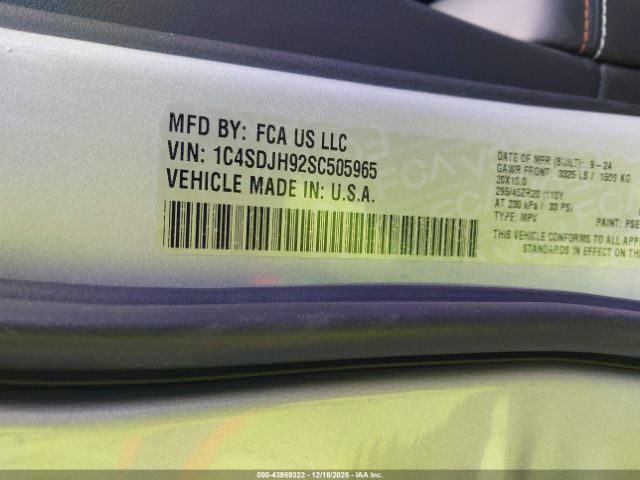 MFD BY: FCA US LLC
VIN: 1C4SDJH92SC505965
VEHICLE MADE IN: U.S.A.
DATE OF MFR (BUILT): 9-24
GAWR FRONT: 3325 LB / 1509 KG
20X10.0
295/45ZR20 110Y
AT 230 kPa / 33 PSI
TYPE: MPV PAINT: PSE
THIS VEHICLE CONFORMS TO ALL APP
STANDARDS IN EFFECT ON TH
000-43959322 | 12/18/2025 - IAAC